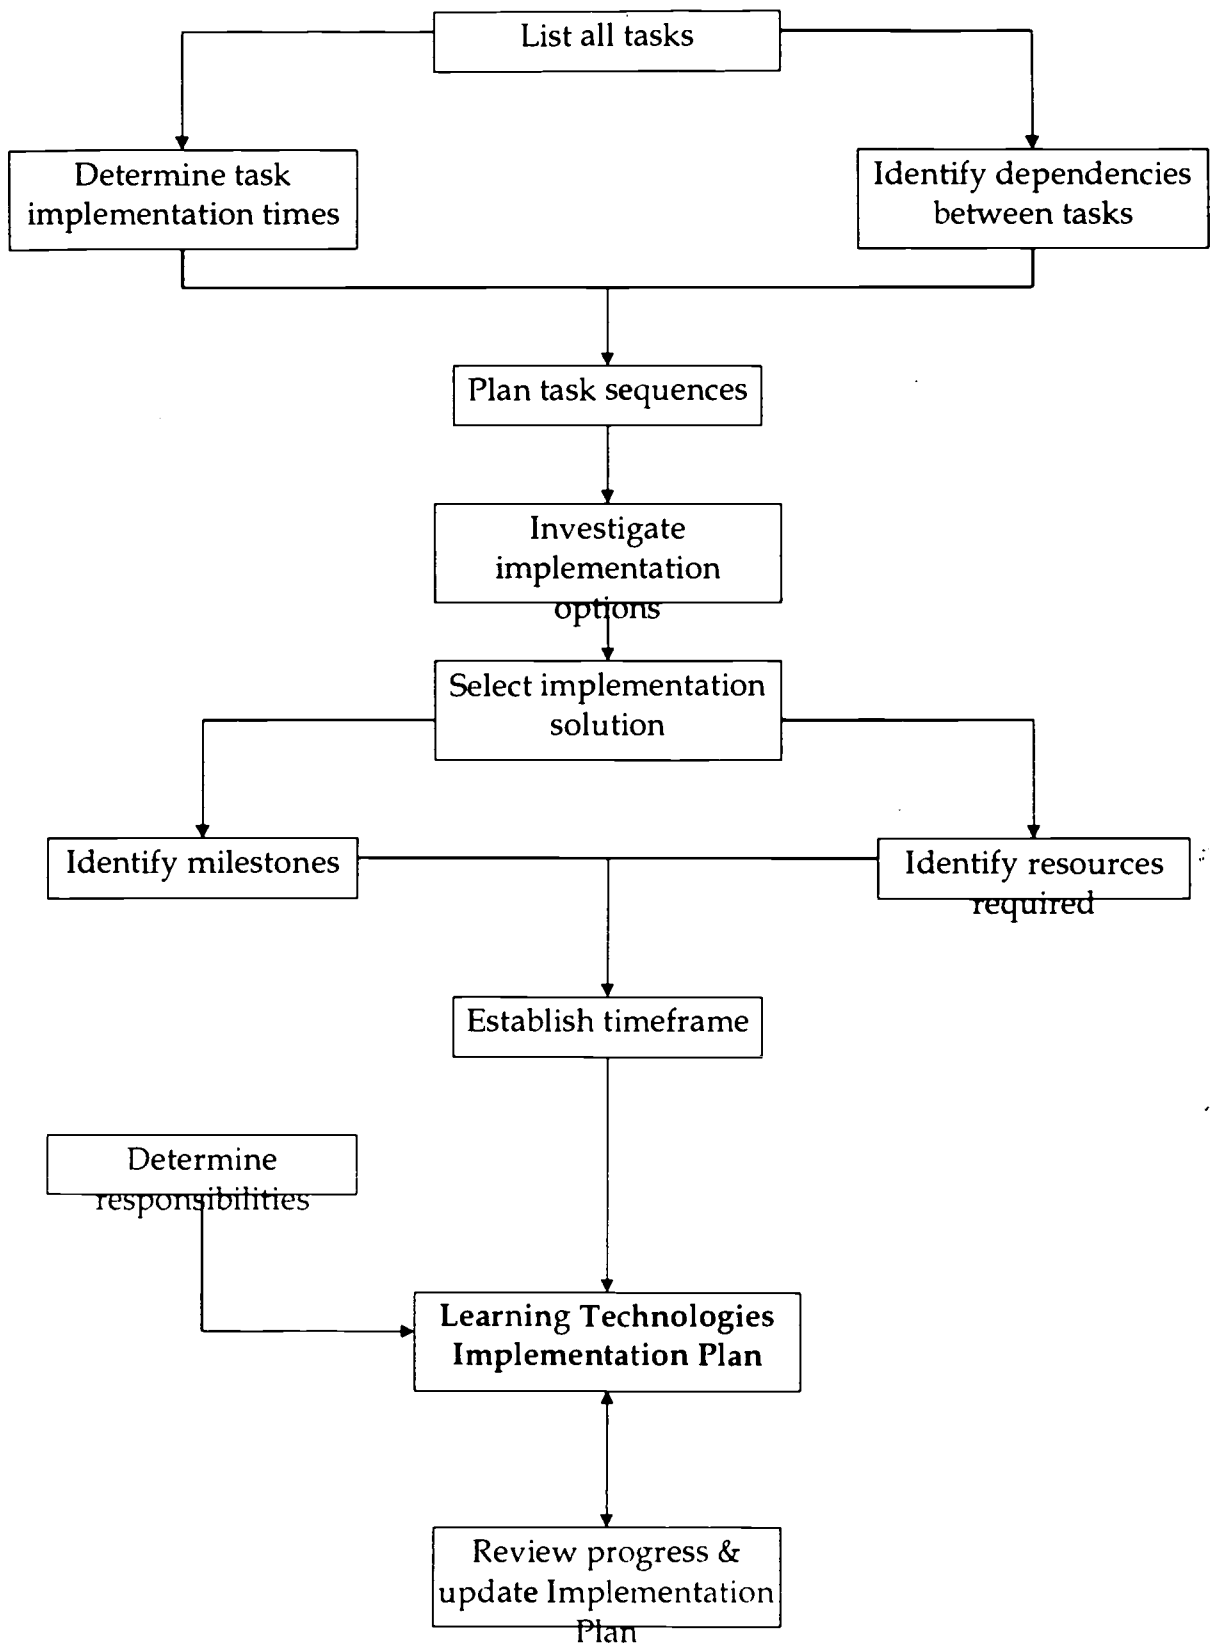 List all tasks
Determine task
implementation times
Identify dependencies
between tasks
Plan task sequences
Investigate
implementation
options
Select implementation
solution
Identify milestones
Identify resources
required
Establish timeframe
Determine
responsibilities
Learning Technologies
Implementation Plan
Review progress &
update Implementation
Plan